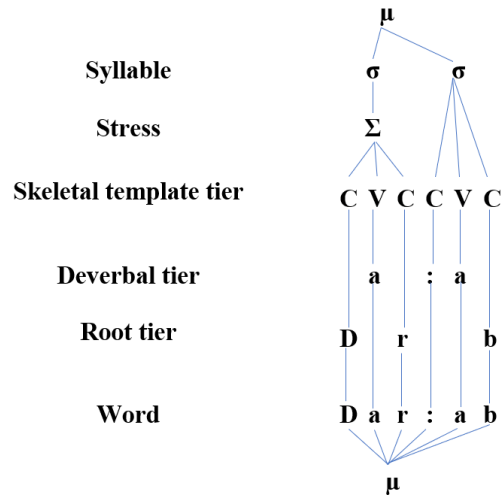 μ
Syllable σ σ
Stress Σ
Skeletal template tier C V C C V C
Deverbal tier a : a
Root tier D r b
Word D a r : a b
μ